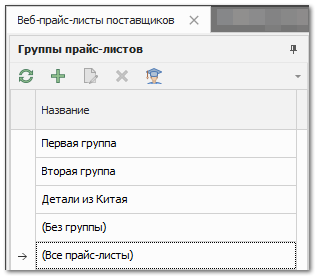 Веб-прайс-листы поставщиков
Группы прайс-листов
Название
Первая группа
Вторая группа
Детали из Китая
(Без группы)
(Все прайс-листы)